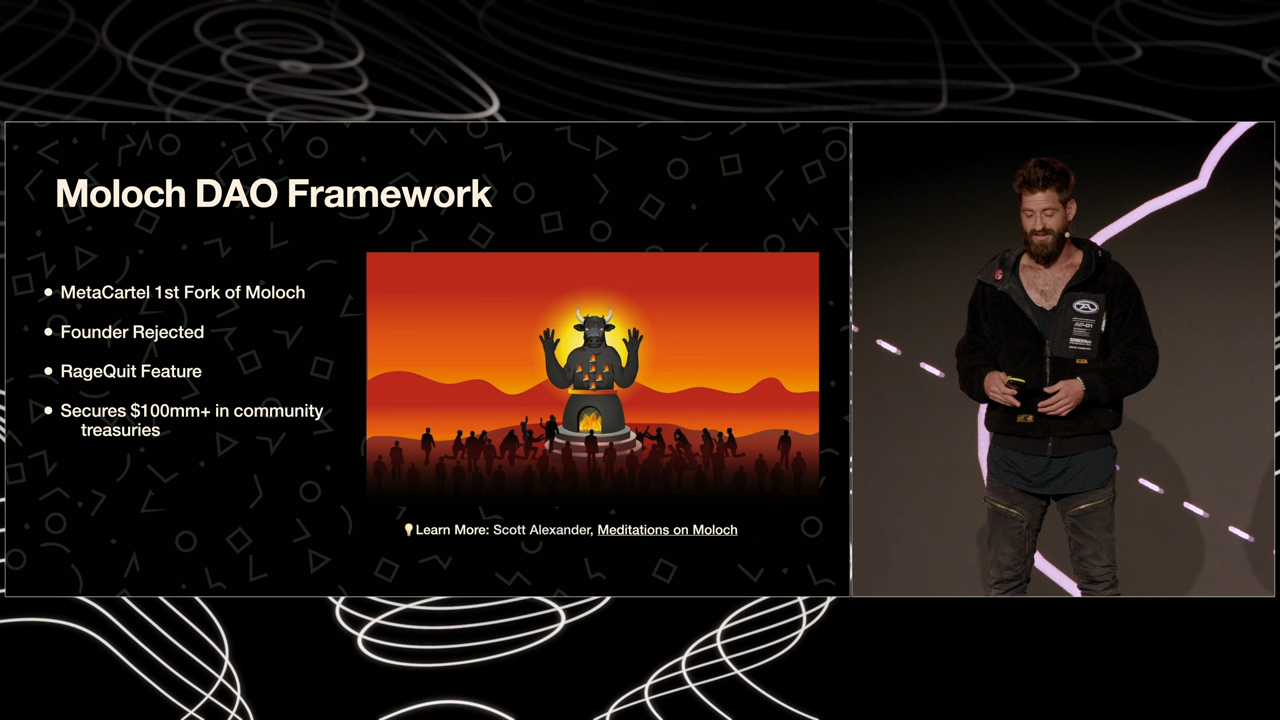 Moloch DAO Framework
MetaCartel 1st Fork of Moloch
Founder Rejected
RageQuit Feature
Secures $100mm+ in community
treasuries
Learn More: Scott Alexander, Meditations on Moloch